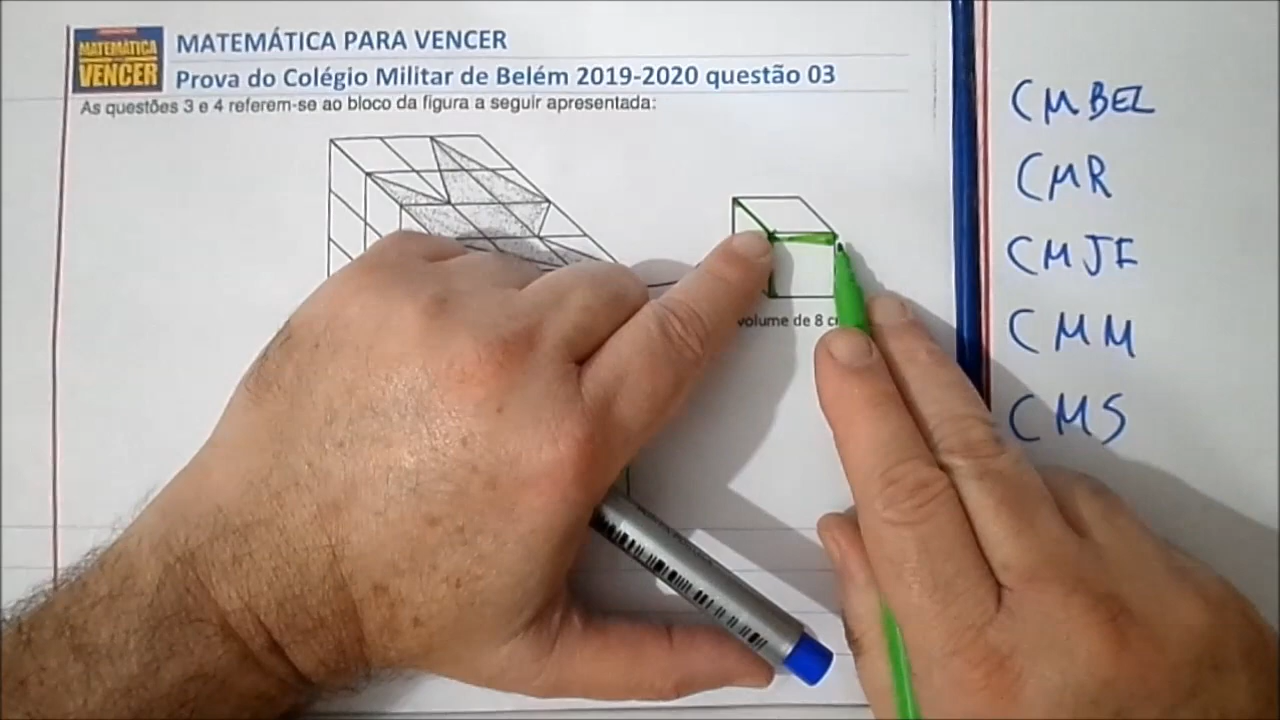 MATEMÁTICA
VENCER
MATEMÁTICA PARA VENCER
Prova do Colégio Militar de Belém 2019-2020 questão 03
As questões 3 e 4 referem-se ao bloco da figura a seguir apresentada:
volume de 8
CMBEL
CMR
CMJF
CMM
CMS